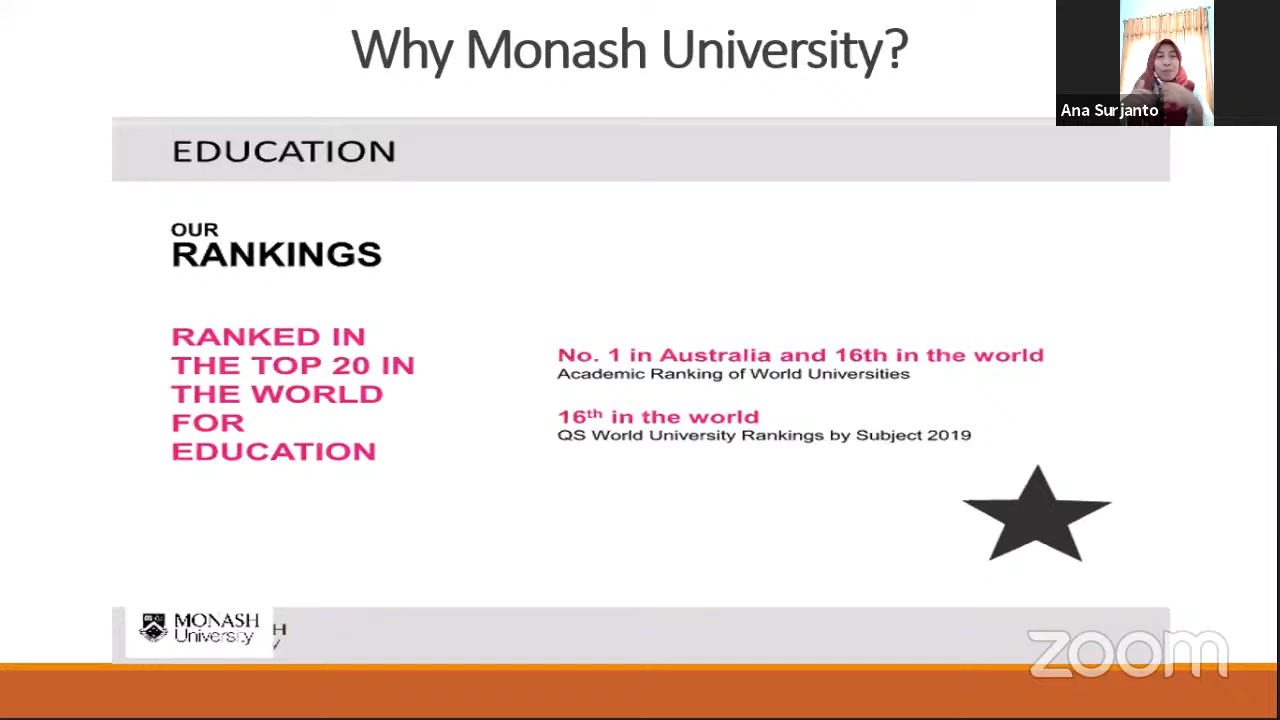 Why Monash University?
Ana Surjanto
EDUCATION
OUR
RANKINGS
RANKED IN
THE TOP 20 IN
THE WORLD
FOR
EDUCATION
No. 1 in Australia and 16th in the world
Academic Ranking of World Universities
16th in the world
QS World University Rankings by Subject 2019
MONASH
University
H
y
zoom